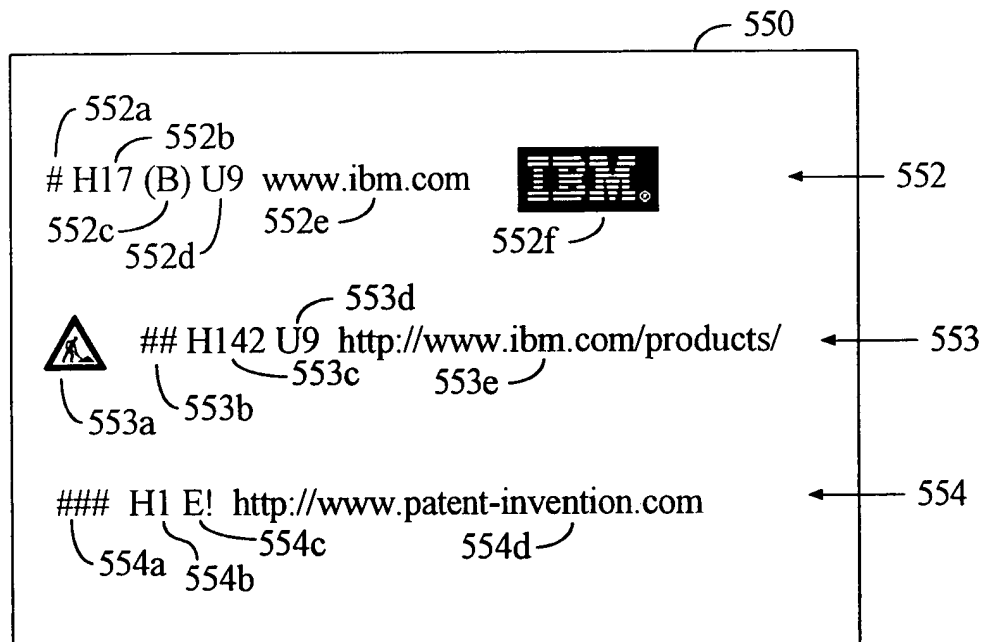 550
552a
552b
# H17 (B) U9 www.ibm.com IBM® 552
552c 552e 552f
552d
553d
## H142 U9 http://www.ibm.com/products/ 553
553c 553e
553a 553b
### H1 E! http://www.patent-invention.com 554
554c 554d
554a 554b